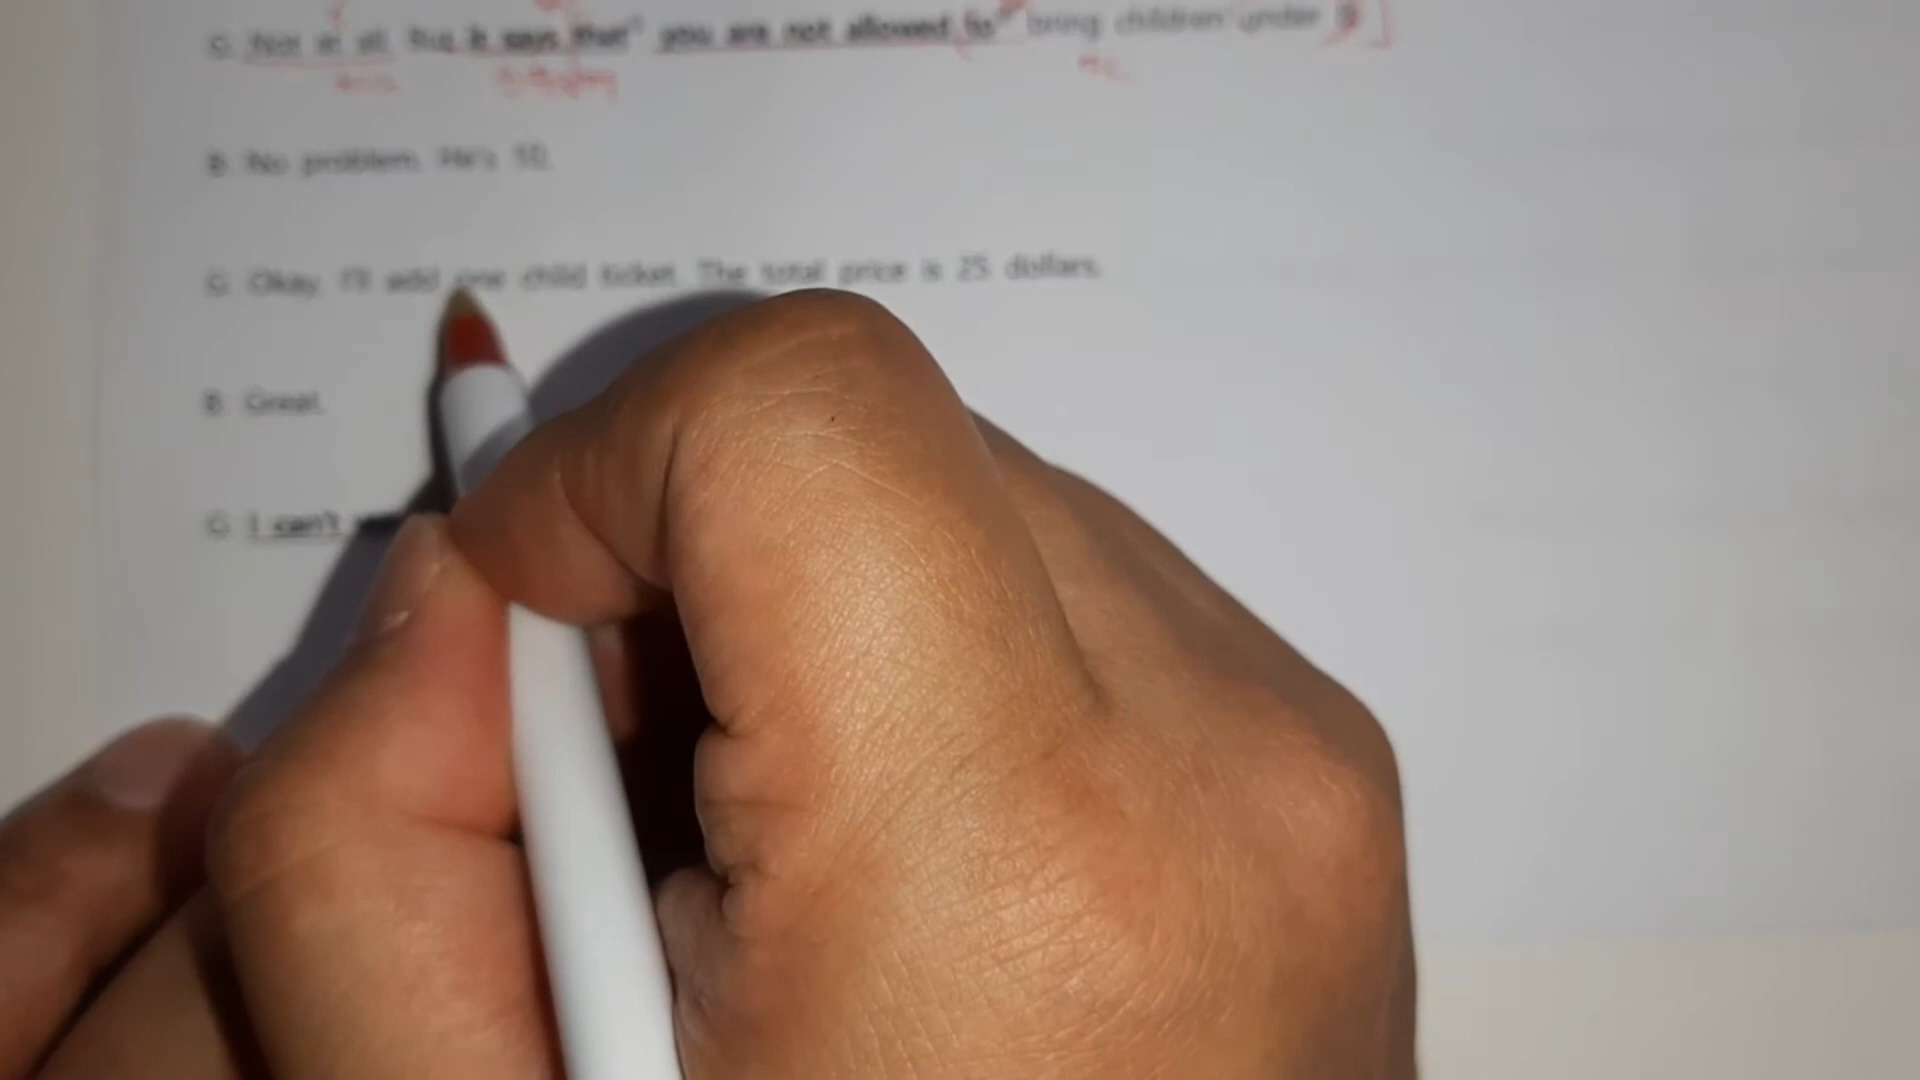 G: Not at all. But it says that" you are not allowed to" bring children under
B: No problem. He's 10.
G: Okay. I'll add one child ticket. The total price is 25 dollars.
B: Great.
G: I can't